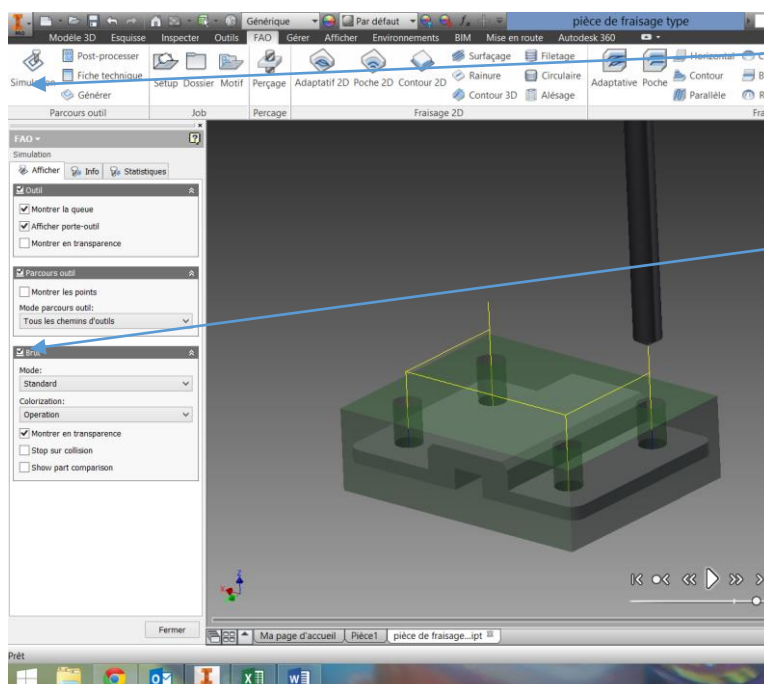 Générique Par défaut pièce de fraisage type
Modèle 3D Esquisse Inspecter Outils FAO Gérer Afficher Environnements BIM Mise en route Autodesk 360
Post-processer Surfaçage Filetage Horizontal
Fiche technique Rainure Circulaire Contour
Simulation Générer Setup Dossier Motif Perçage Adaptatif 2D Poche 2D Contour 2D Contour 3D Alésage Adaptative Poche Parallèle
Parcours outil Job Percage Fraisage 2D Fra
FAO
Simulation
Afficher Info Statistiques
Outil
Montrer la queue
Afficher porte-outil
Montrer en transparence
Parcours outil
Montrer les points
Mode parcours outil:
Tous les chemins d'outils
Brut
Mode:
Standard
Colorization:
Operation
Montrer en transparence
Stop sur collision
Show part comparison
Z
X
Fermer
Ma page d'accueil Pièce1 pièce de fraisage...ipt
Prêt